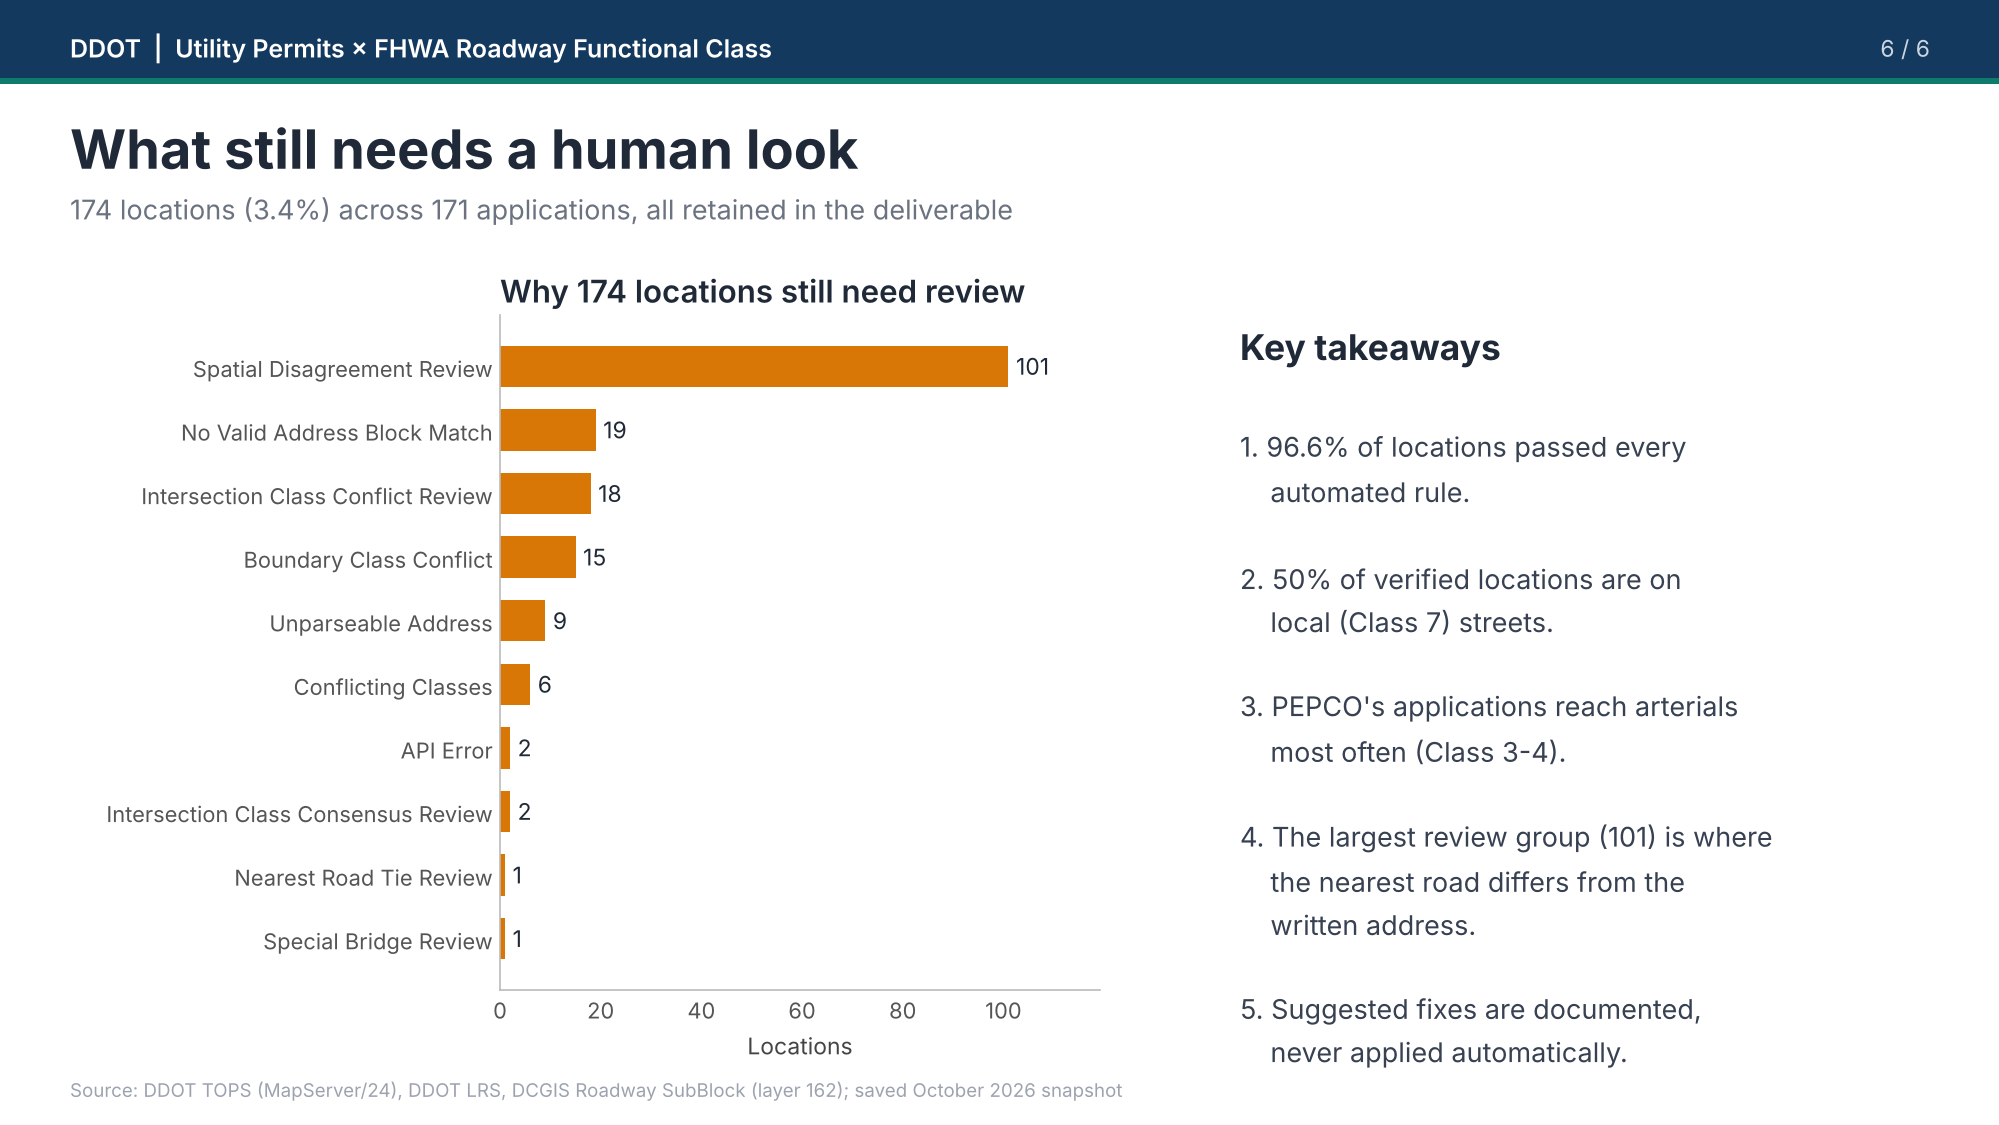 DDOT | Utility Permits × FHWA Roadway Functional Class
6 / 6
What still needs a human look
174 locations (3.4%) across 171 applications, all retained in the deliverable
Why 174 locations still need review
Spatial Disagreement Review 101
No Valid Address Block Match 19
Intersection Class Conflict Review 18
Boundary Class Conflict 15
Unparseable Address 9
Conflicting Classes 6
API Error 2
Intersection Class Consensus Review 2
Nearest Road Tie Review 1
Special Bridge Review 1
0 20 40 60 80 100
Locations
Key takeaways
1. 96.6% of locations passed every
automated rule.
2. 50% of verified locations are on
local (Class 7) streets.
3. PEPCO's applications reach arterials
most often (Class 3-4).
4. The largest review group (101) is where
the nearest road differs from the
written address.
5. Suggested fixes are documented,
never applied automatically.
Source: DDOT TOPS (MapServer/24), DDOT LRS, DCGIS Roadway SubBlock (layer 162); saved October 2026 snapshot